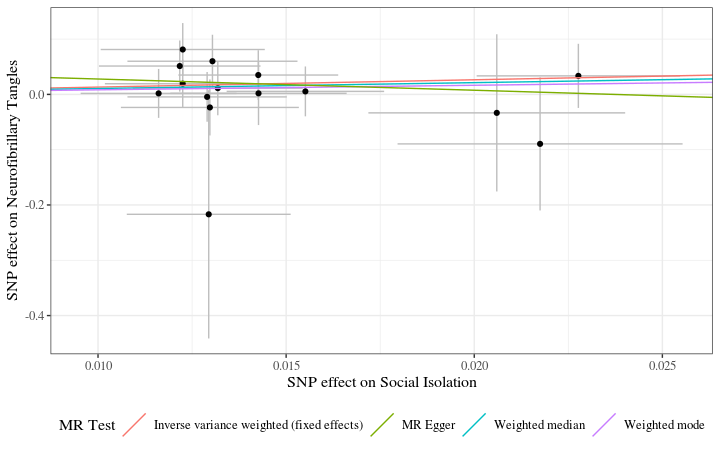 SNP effect on Neurofibrillary Tangles
0.0
-0.2
-0.4
0.010 0.015 0.020 0.025
SNP effect on Social Isolation
MR Test Inverse variance weighted (fixed effects) MR Egger Weighted median Weighted mode